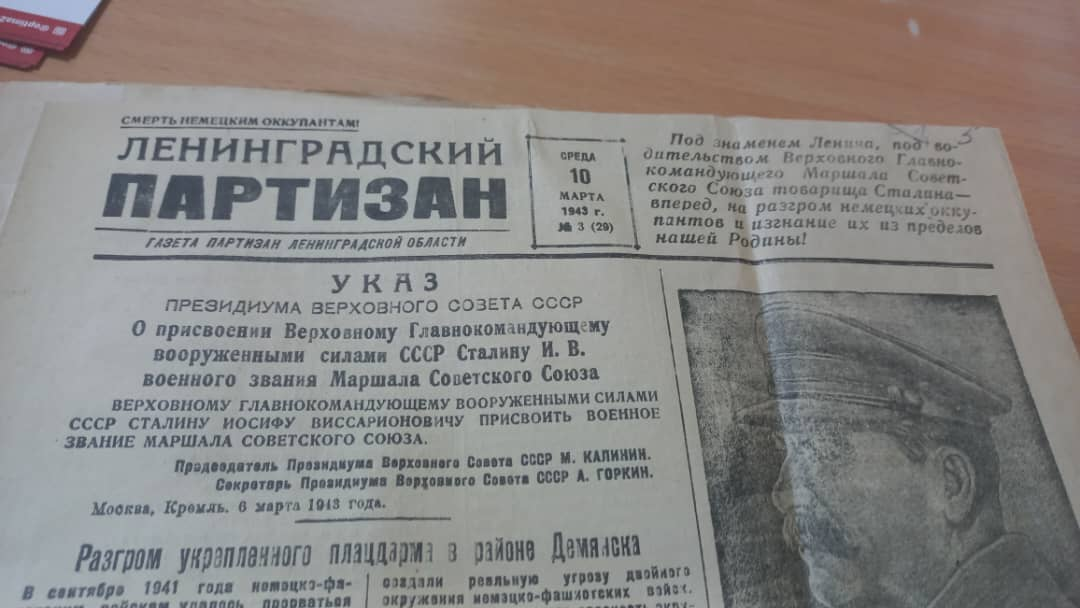 СМЕРТЬ НЕМЕЦКИМ ОККУПАНТАМ!
ЛЕНИНГРАДСКИЙ
ПАРТИЗАН
ГАЗЕТА ПАРТИЗАН ЛЕНИНГРАДСКОЙ ОБЛАСТИ
СРЕДА
10
МАРТА
1943 г.
№ 3 (29)
Под знаменем Ленина, под во-
дительством Верховного Главно-
командующего Маршала Совет-
ского Союза товарища Сталина—
вперед, на разгром немецких окку-
пантов и изгнание их из пределов
нашей Родины!
УКАЗ
ПРЕЗИДИУМА ВЕРХОВНОГО СОВЕТА СССР
О присвоении Верховному Главнокомандующему
вооруженными силами СССР Сталину И. В.
военного звания Маршала Советского Союза
ВЕРХОВНОМУ ГЛАВНОКОМАНДУЮЩЕМУ ВООРУЖЕННЫМИ СИЛАМИ
СССР СТАЛИНУ ИОСИФУ ВИССАРИОНОВИЧУ ПРИСВОИТЬ ВОЕННОЕ
ЗВАНИЕ МАРШАЛА СОВЕТСКОГО СОЮЗА.
Председатель Президиума Верховного Совета СССР М. КАЛИНИН.
Секретарь Президиума Верховного Совета СССР А. ГОРКИН.
Москва, Кремль. 6 марта 1943 года.
Разгром укрепленного плацдарма в районе Демянска
В сентябре 1941 года немецко-фа-
войскам удалось прорваться
создали реальную угрозу двойного
окружения немецко-фашистских войск.